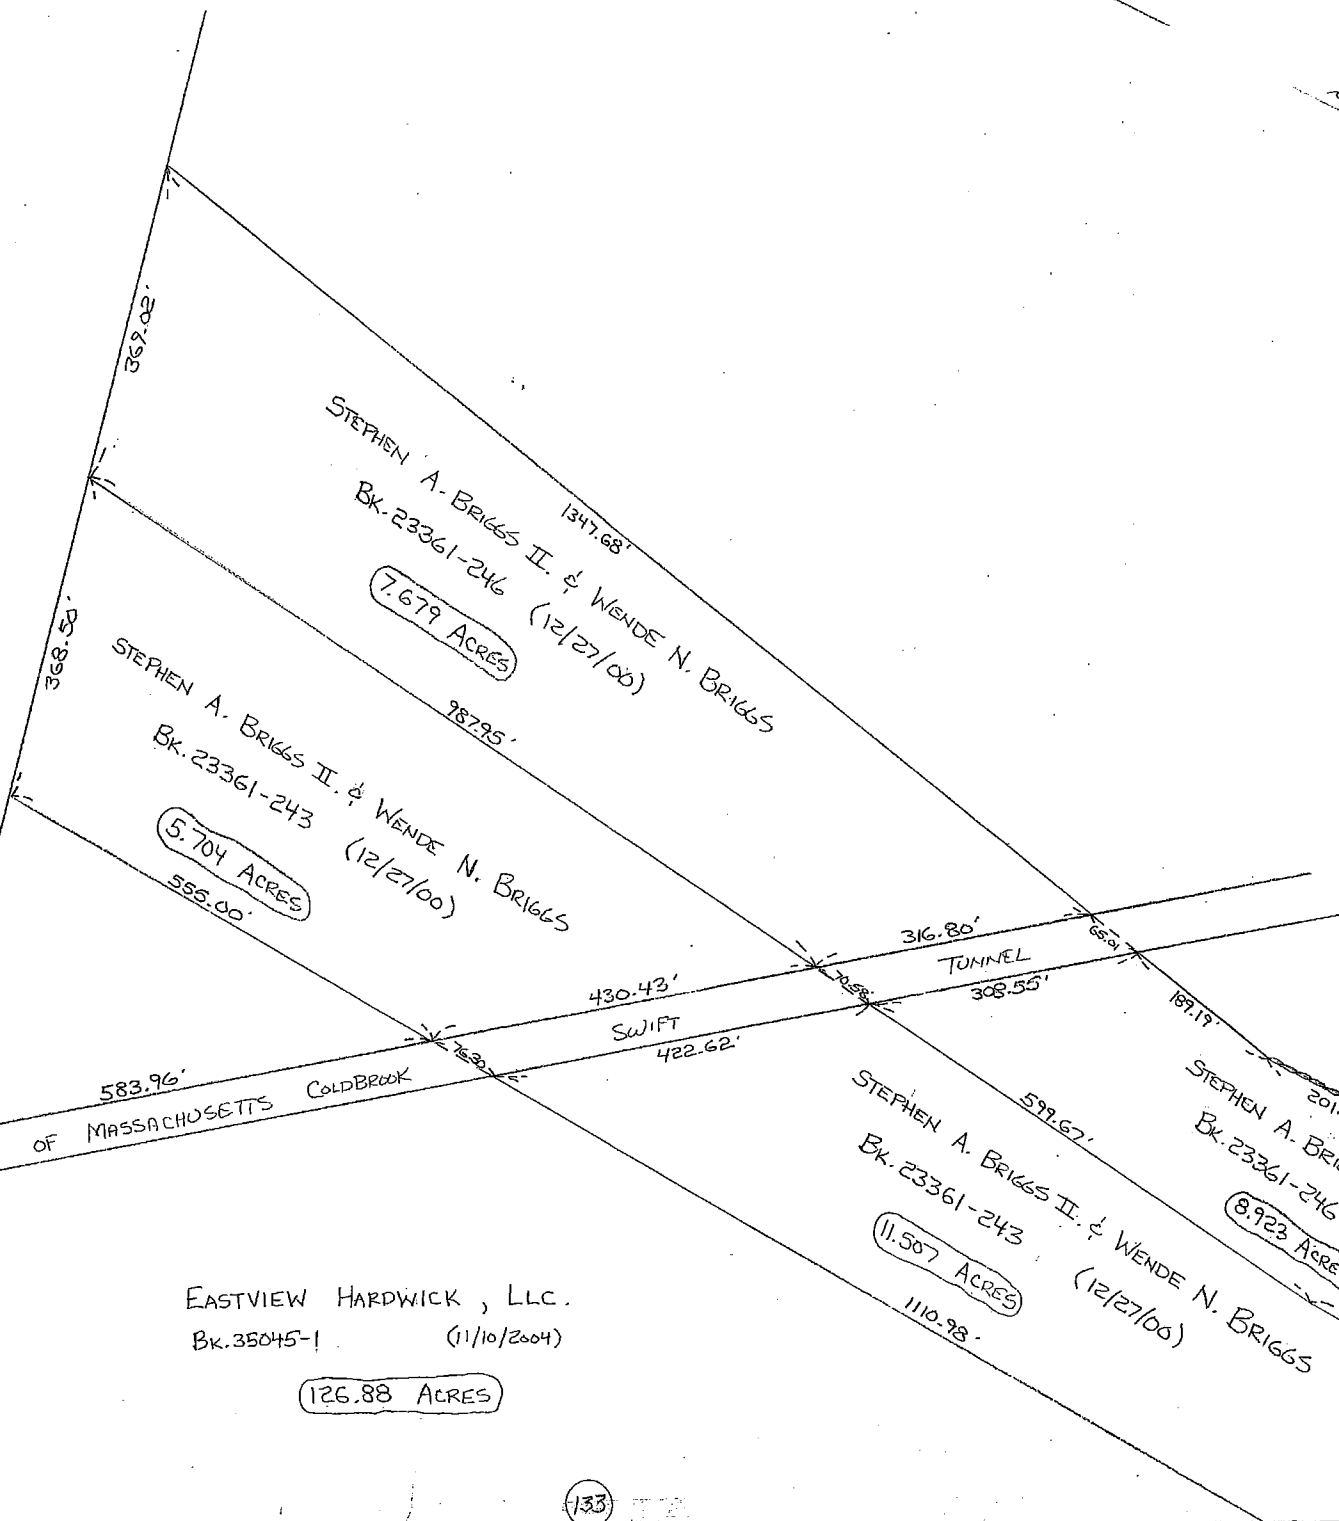 369.02'
STEPHEN A. BRIGGS II. & WENDE N. BRIGGS
BK. 23361-246 (12/27/00)
7.679 ACRES
1347.68'
368.50'
STEPHEN A. BRIGGS II. & WENDE N. BRIGGS
BK. 23361-243 (12/27/00)
5.704 ACRES
987.95'
555.00'
316.80'
65.01
TUNNEL
308.55'
70.58'
430.43'
SWIFT
422.62'
76.30
583.96'
OF MASSACHUSETTS COLDBROOK
189.19'
201.
STEPHEN A. BRI
BK. 23361-246
8.923 ACRE
599.67'
STEPHEN A. BRIGGS II. & WENDE N. BRIGGS
BK. 23361-243 (12/27/00)
11.507 ACRES
1110.98'
EASTVIEW HARDWICK, LLC.
BK. 35045-1 (11/10/2004)
126.88 ACRES
133